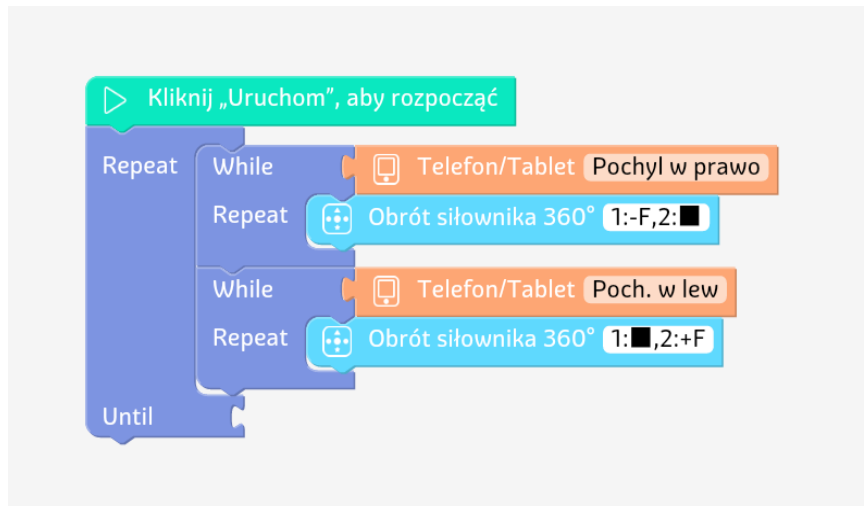 Kliknij „Uruchom”, aby rozpocząć
Repeat While Telefon/Tablet Pochyl w prawo
Repeat Obrót siłownika 360° 1:-F,2:■
While Telefon/Tablet Poch. w lew
Repeat Obrót siłownika 360° 1:■,2:+F
Until